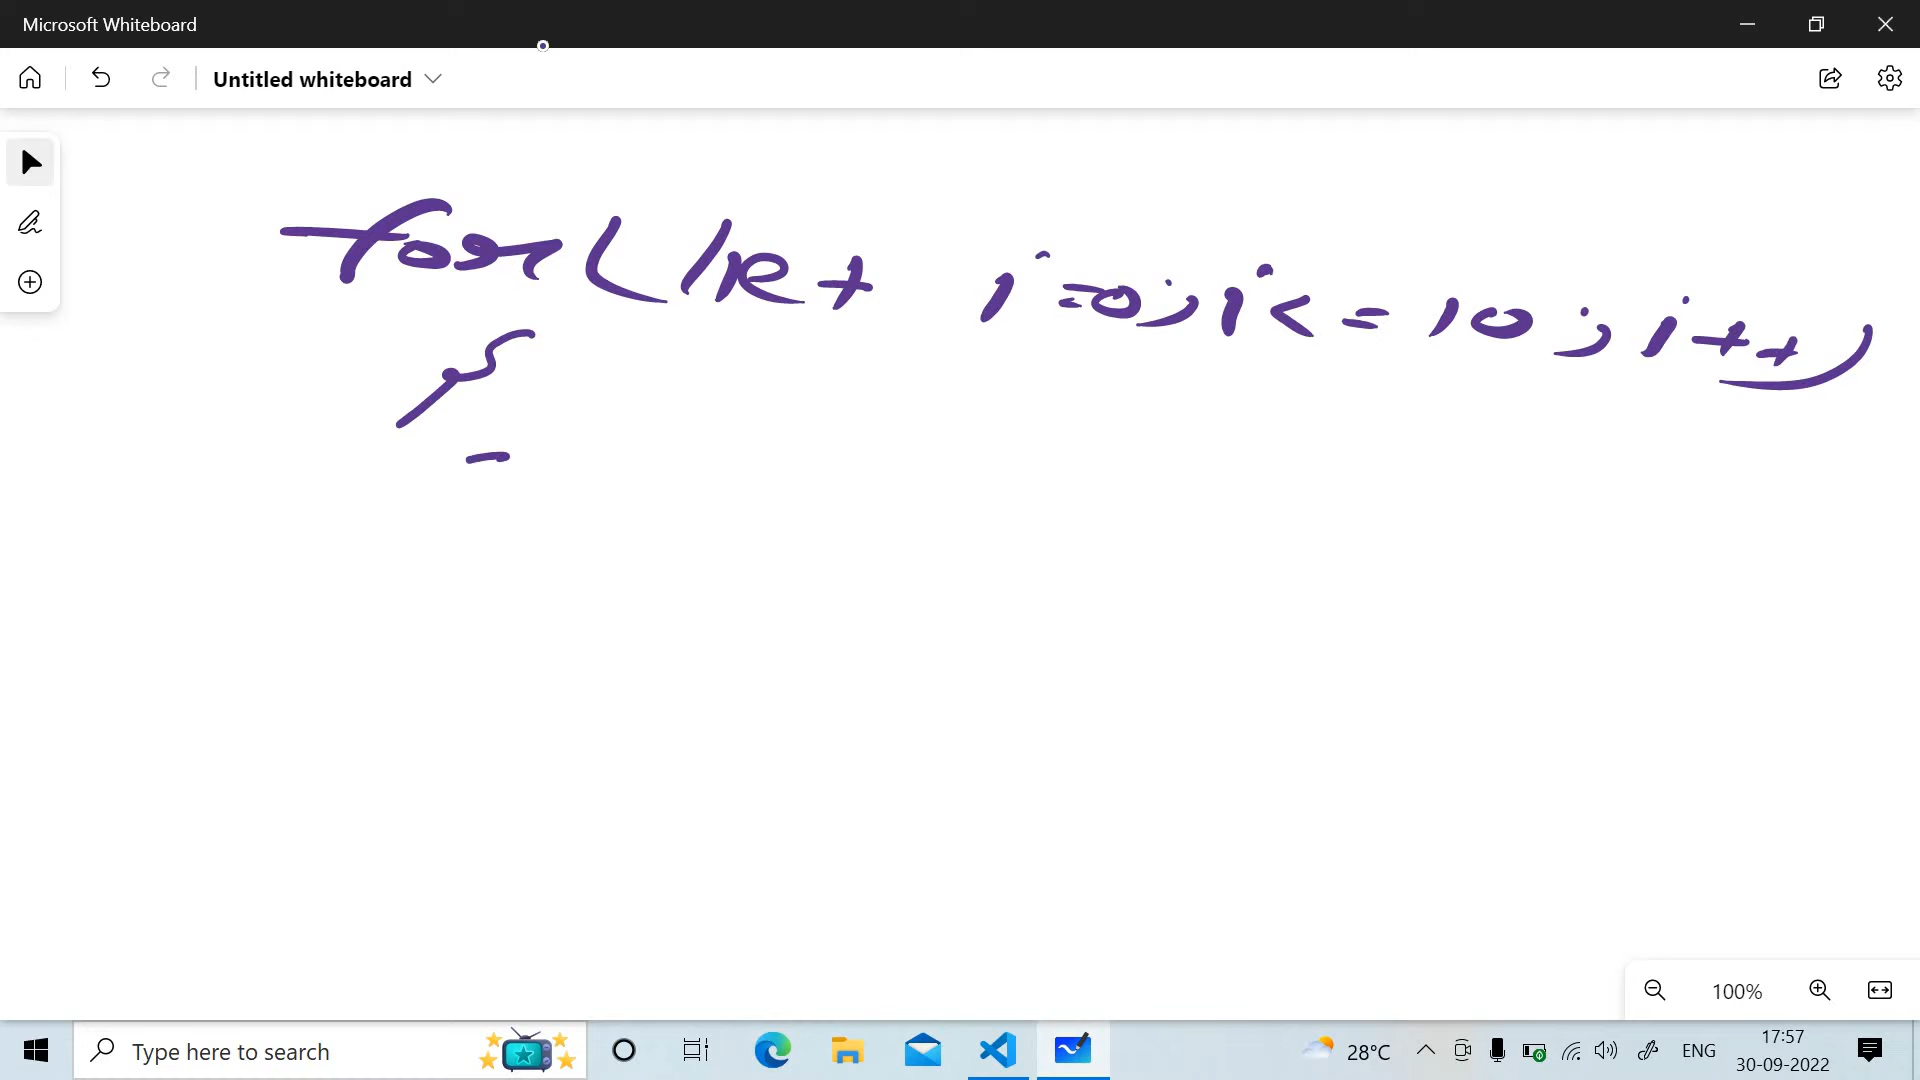 Microsoft Whiteboard
Untitled whiteboard
for(let i=0; i<=10; i++)
{
-
100%
Type here to search
28°C
ENG
17:57
30-09-2022